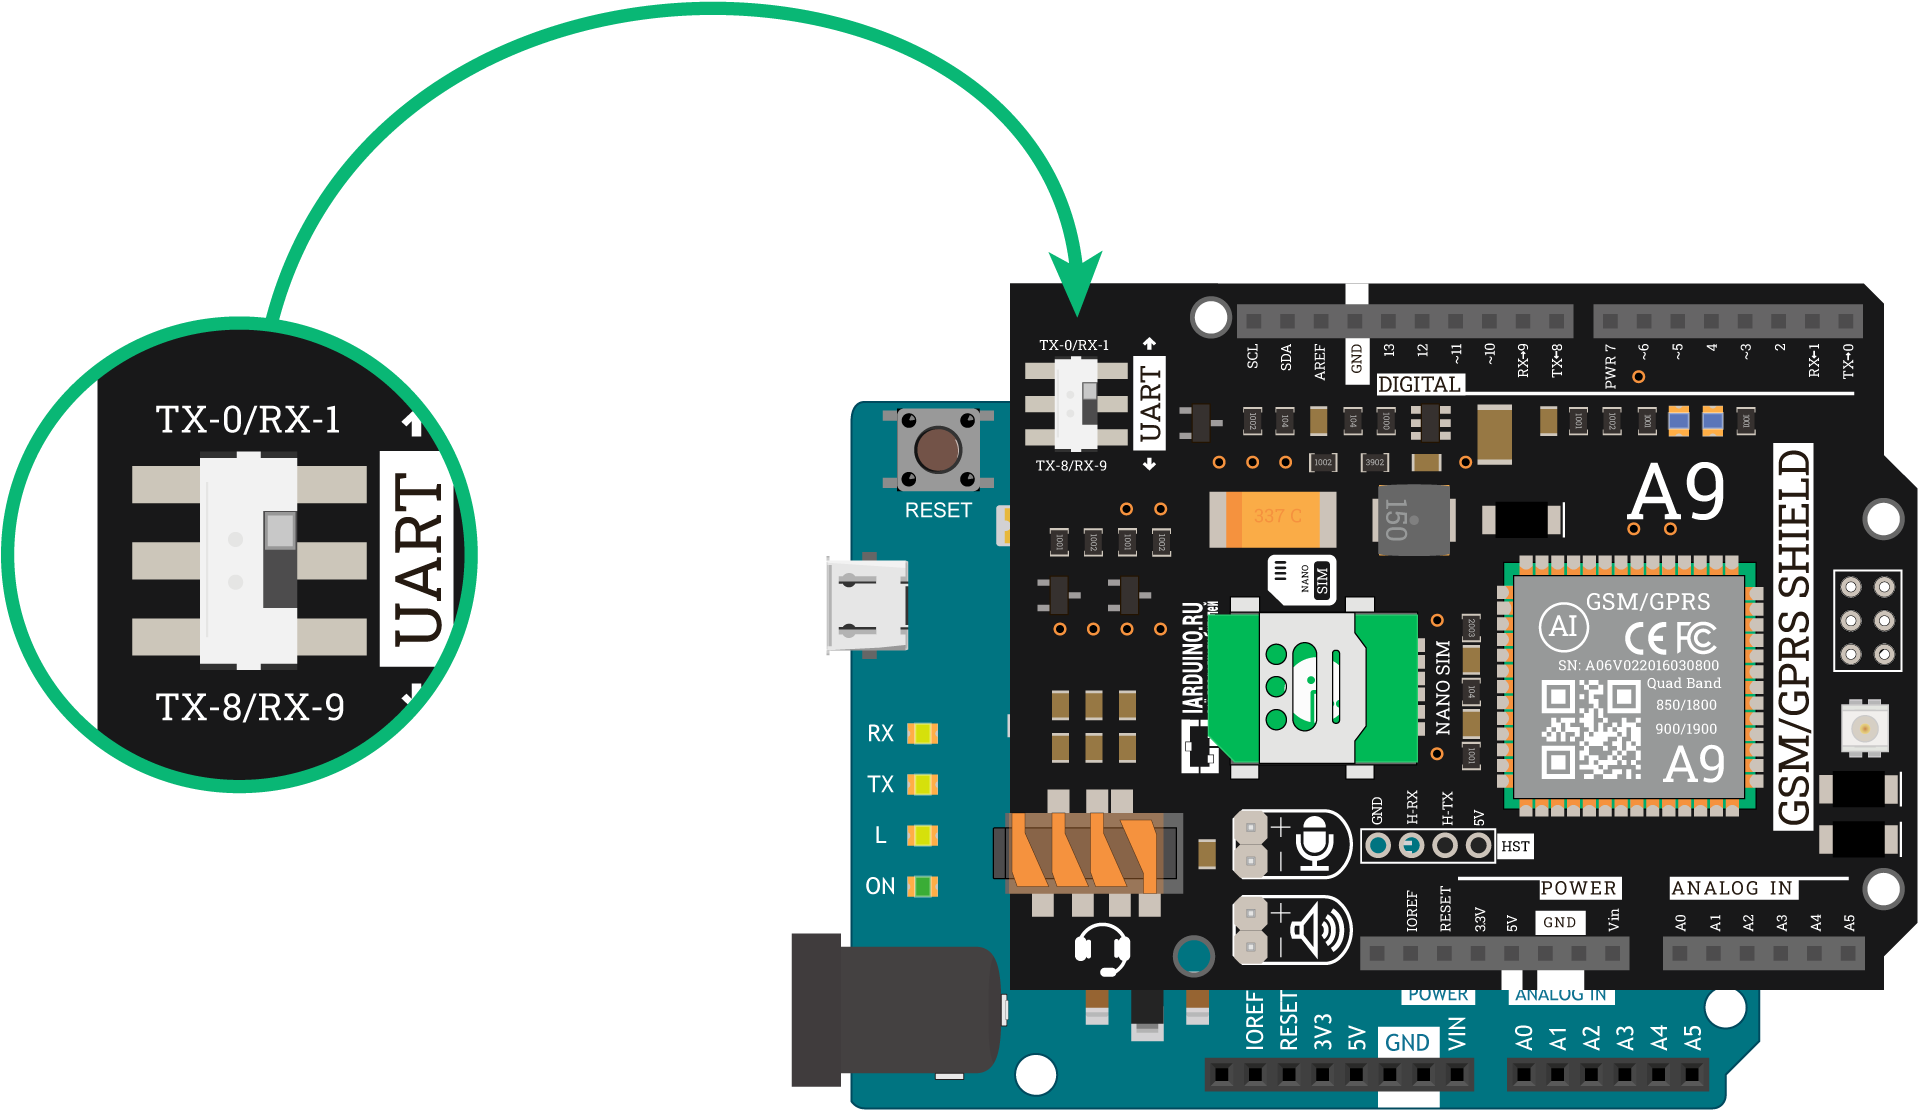 TX-0/RX-1
UART
TX-8/RX-9
TX-0/RX-1
UART
TX-8/RX-9
SCL
SDA
AREF
GND
13
12
~11
~10
RX→9
TX←8
PWR 7
~6
~5
4
~3
2
RX←1
TX→0
DIGITAL
1002
104
104
1000
1001
1002
1001
1001
1002
3902
RESET
337 C
150
A9
1001
1002
1001
1002
NANO
SIM
IARDUINO.RU
NANO SIM
2003
104
1001
GSM/GPRS
AI
CE FC
SN: A06V022016030800
Quad Band
850/1800
900/1900
A9
GSM/GPRS SHIELD
RX
TX
L
ON
+
-
+
-
GND
H-RX
H-TX
5V
HST
POWER
ANALOG IN
IOREF
RESET
33V
5V
GND
Vin
A0
A1
A2
A3
A4
A5
POWER
ANALOG IN
IOREF
RESET
3V3
5V
GND
VIN
A0
A1
A2
A3
A4
A5